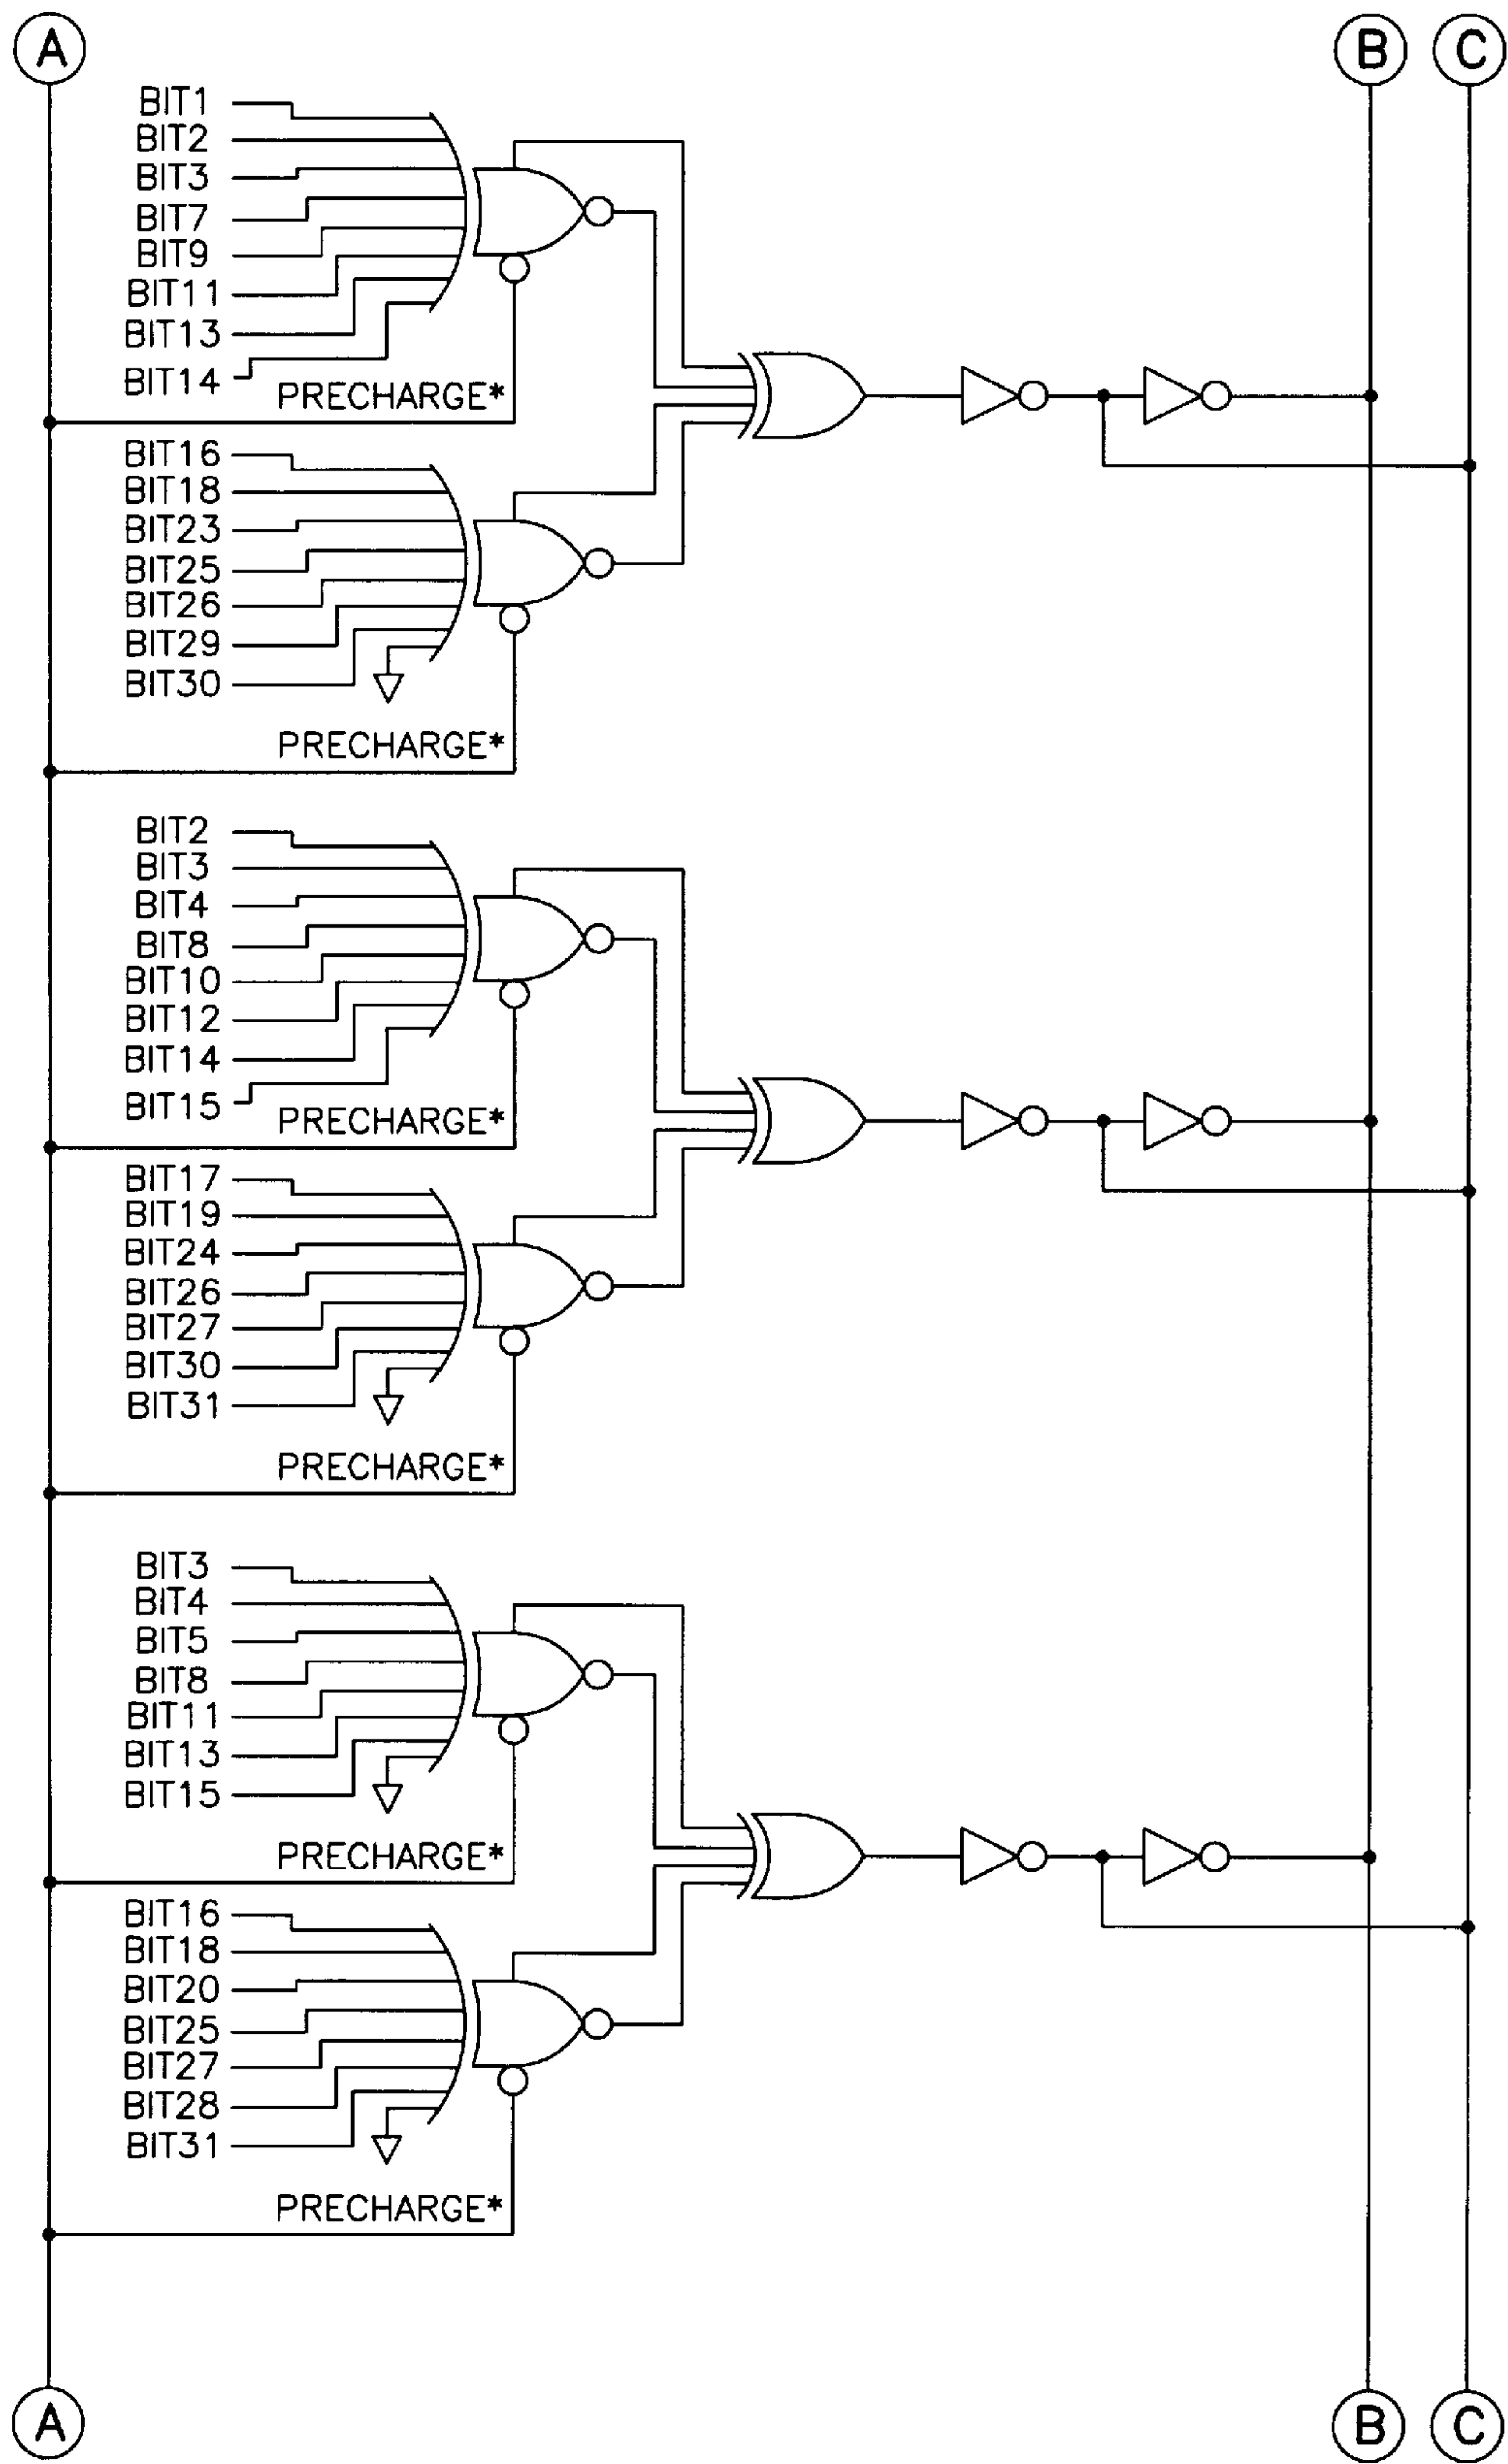 A
B
C
BIT1
BIT2
BIT3
BIT7
BIT9
BIT11
BIT13
BIT14
PRECHARGE*
BIT16
BIT18
BIT23
BIT25
BIT26
BIT29
BIT30
PRECHARGE*
BIT2
BIT3
BIT4
BIT8
BIT10
BIT12
BIT14
BIT15
PRECHARGE*
BIT17
BIT19
BIT24
BIT26
BIT27
BIT30
BIT31
PRECHARGE*
BIT3
BIT4
BIT5
BIT8
BIT11
BIT13
BIT15
PRECHARGE*
BIT16
BIT18
BIT20
BIT25
BIT27
BIT28
BIT31
PRECHARGE*
A
B
C